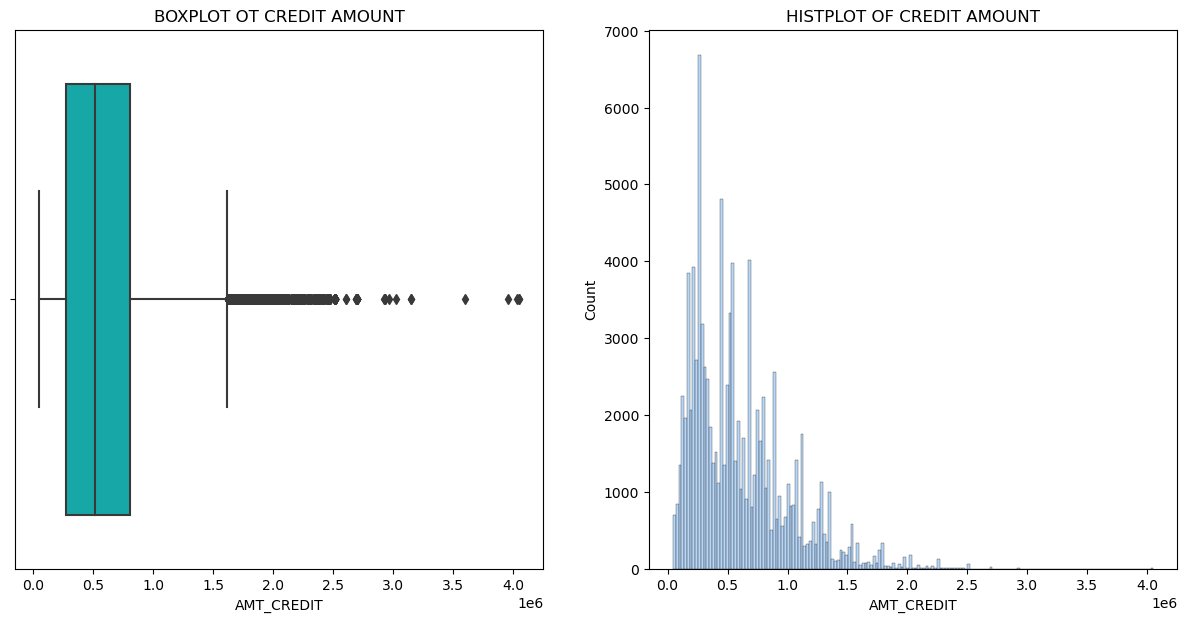 BOXPLOT OT CREDIT AMOUNT
0.0 0.5 1.0 1.5 2.0 2.5 3.0 3.5 4.0
AMT_CREDIT
1e6
HISTPLOT OF CREDIT AMOUNT
7000
6000
5000
4000
3000
2000
1000
0
Count
0.0 0.5 1.0 1.5 2.0 2.5 3.0 3.5 4.0
AMT_CREDIT
1e6